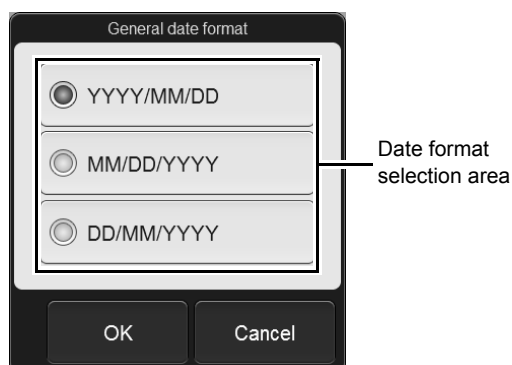 General date format
YYYY/MM/DD
MM/DD/YYYY
DD/MM/YYYY
Date format
selection area
OK
Cancel